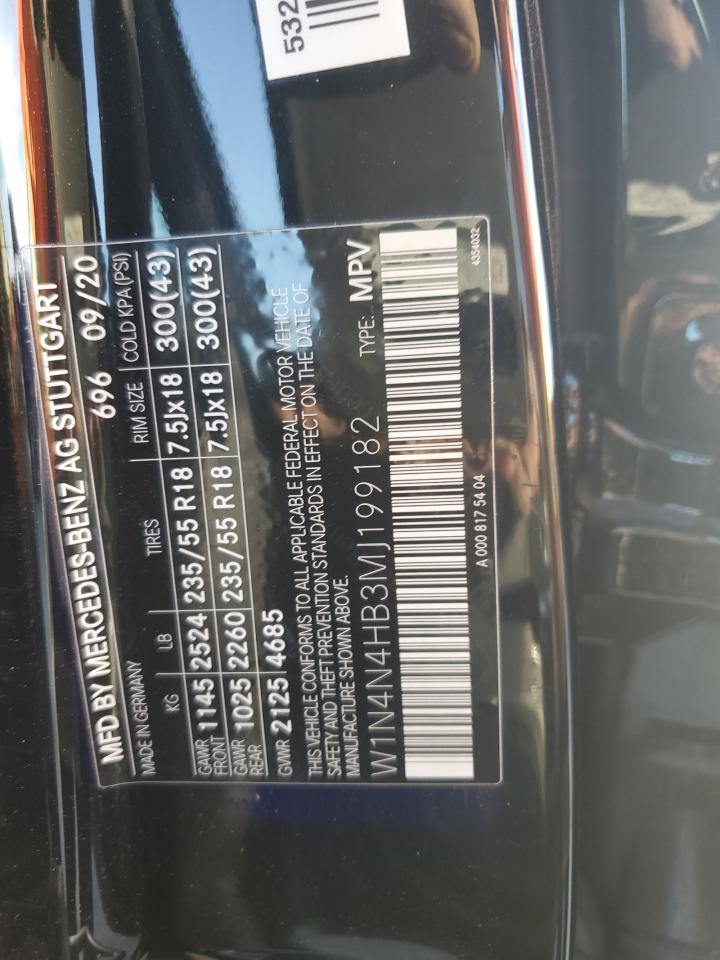 532
MFD BY MERCEDES-BENZ AG STUTTGART
696 09/20
MADE IN GERMANY
KG LB TIRES RIM SIZE COLD KPA (PSI)
GAWR FRONT 1145 2524 235/55 R18 7.5Jx18 300(43)
GAWR REAR 1025 2260 235/55 R18 7.5Jx18 300(43)
GVWR 2125 4685
THIS VEHICLE CONFORMS TO ALL APPLICABLE FEDERAL MOTOR VEHICLE
SAFETY AND THEFT PREVENTION STANDARDS IN EFFECT ON THE DATE OF
MANUFACTURE SHOWN ABOVE.
W1N4N4HB3MJ199182 TYPE: MPV
A 000 817 54 04
4354032